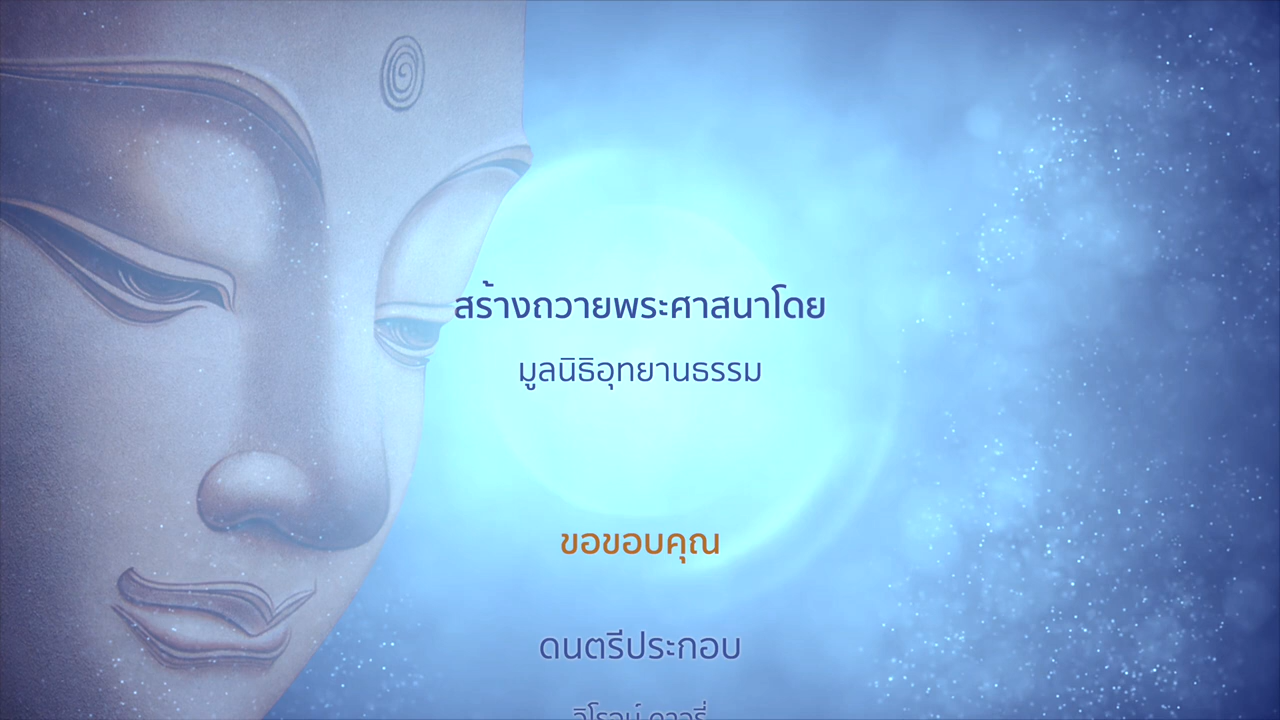 สร้างถวายพระศาสนาโดย
มูลนิธิอุทยานธรรม
ขอขอบคุณ
ดนตรีประกอบ